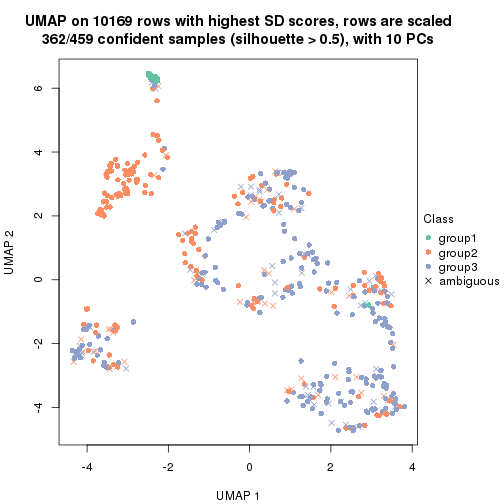 UMAP on 10169 rows with highest SD scores, rows are scaled
362/459 confident samples (silhouette > 0.5), with 10 PCs
6
4
2
0
-2
-4
UMAP 2
-4
-2
0
2
4
UMAP 1
Class
group1
group2
group3
ambiguous